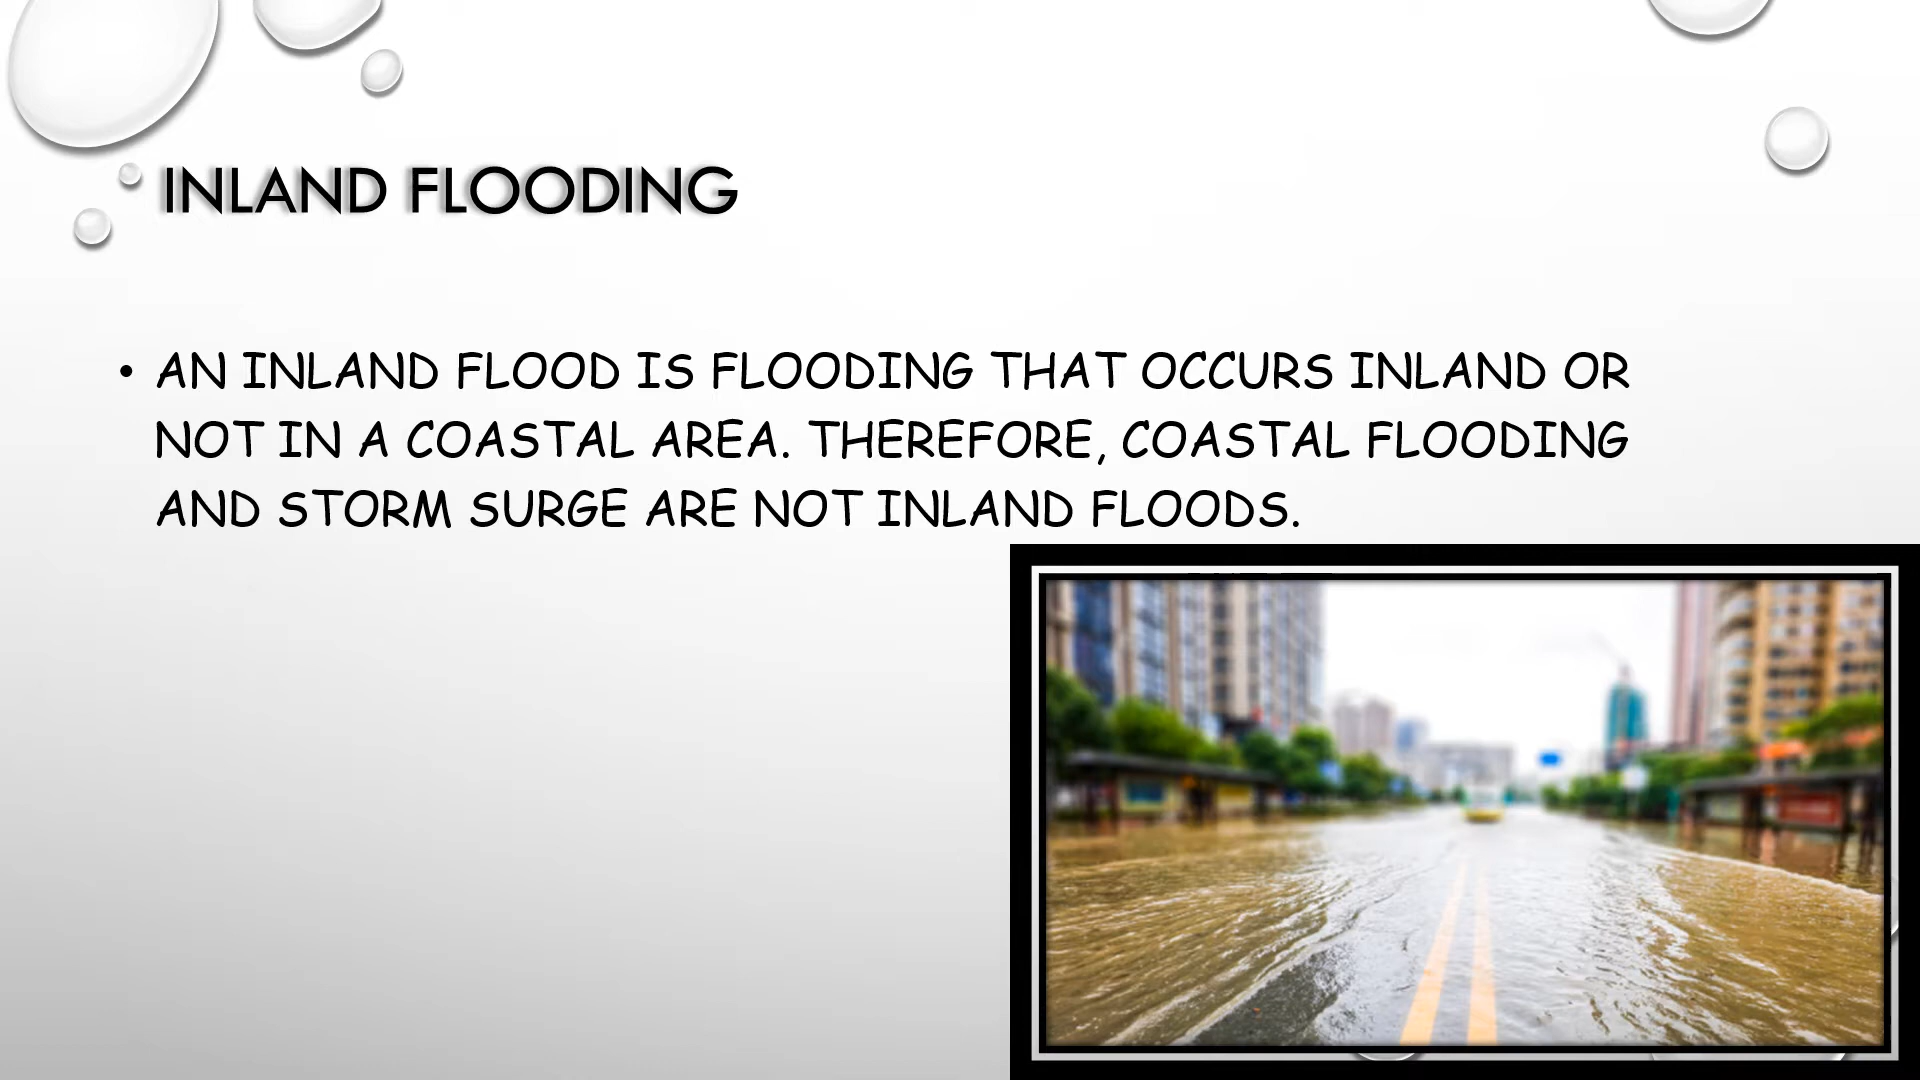 INLAND FLOODING
• AN INLAND FLOOD IS FLOODING THAT OCCURS INLAND OR
NOT IN A COASTAL AREA. THEREFORE, COASTAL FLOODING
AND STORM SURGE ARE NOT INLAND FLOODS.